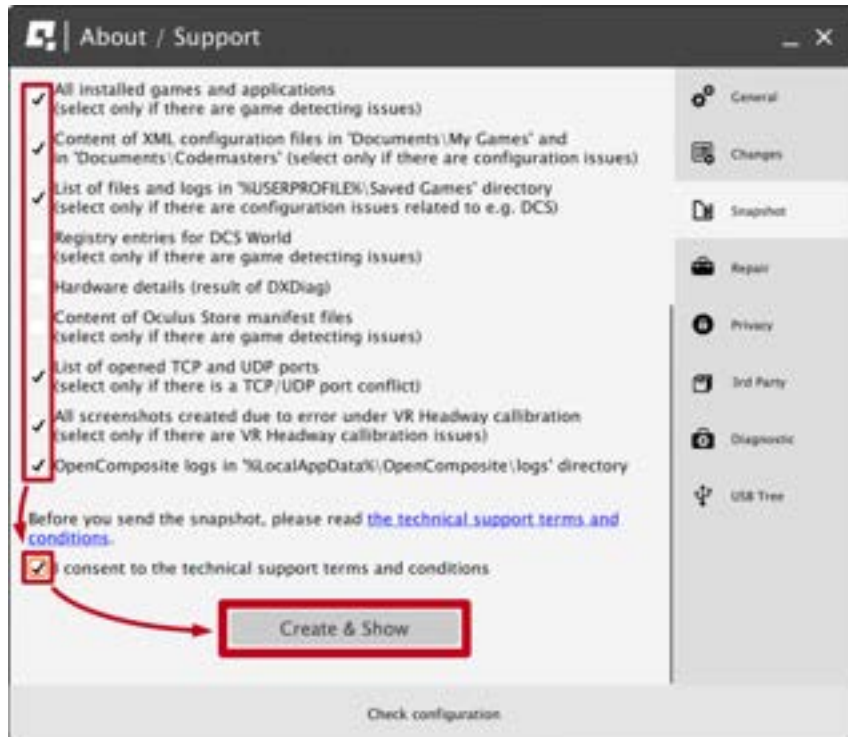 About / Support
All installed games and applications
(select only if there are game detecting issues)
Content of XML configuration files in 'Documents\My Games' and
in 'Documents\Codemasters' (select only if there are configuration issues)
List of files and logs in '%USERPROFILE%\Saved Games' directory
(select only if there are configuration issues related to e.g. DCS)
Registry entries for DCS World
(select only if there are game detecting issues)
Hardware details (result of DXDiag)
Content of Oculus Store manifest files
(select only if there are game detecting issues)
List of opened TCP and UDP ports
(select only if there is a TCP/UDP port conflict)
All screenshots created due to error under VR Headway callibration
(select only if there are VR Headway callibration issues)
OpenComposite logs in '%LocalAppData%\OpenComposite\logs' directory
Before you send the snapshot, please read the technical support terms and
conditions.
I consent to the technical support terms and conditions
Create & Show
General
Changes
Snapshot
Repair
Privacy
3rd Party
Diagnostic
USB Tree
Check configuration